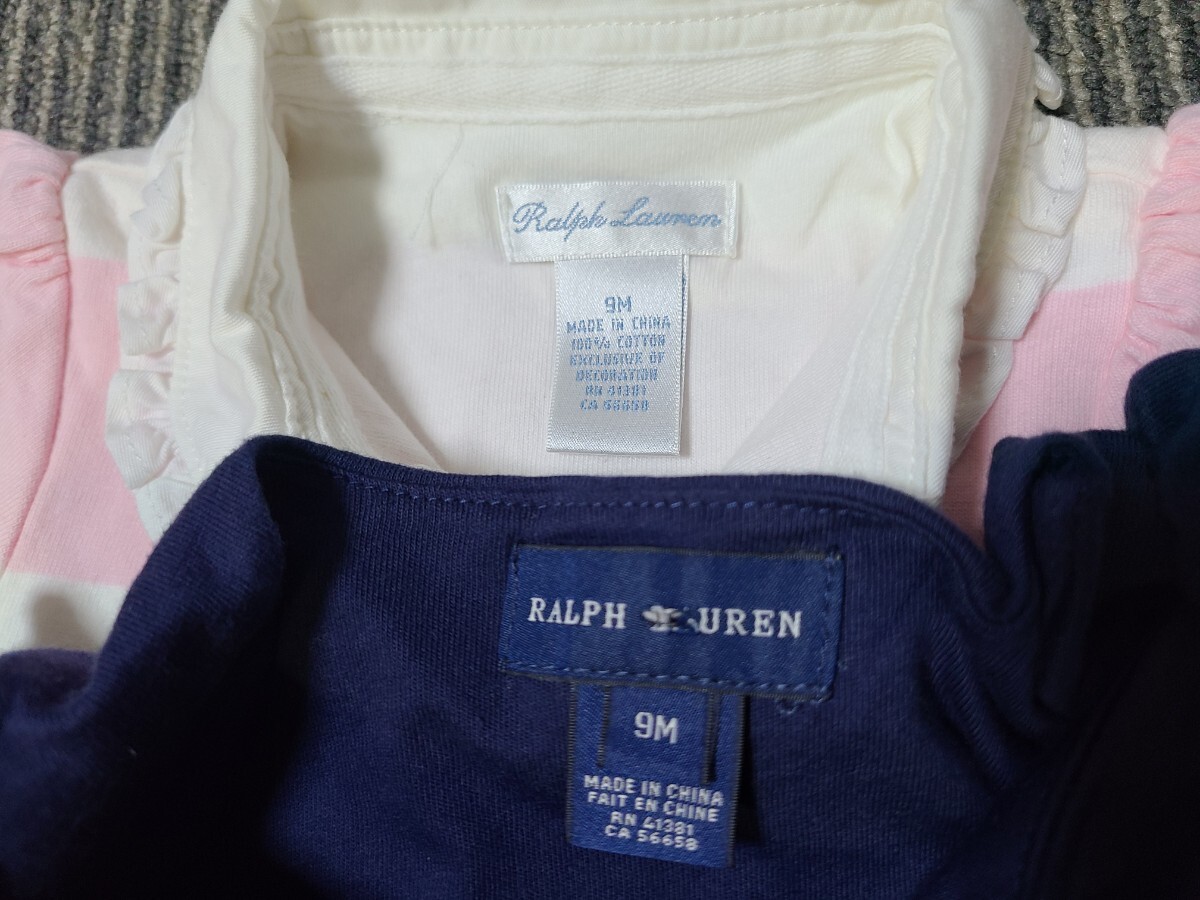 Ralph Lauren
9M
MADE IN CHINA
100% COTTON
EXCLUSIVE OF
DECORATION
RN 41381
CA 56658
RALPH LAUREN
9M
MADE IN CHINA
FAIT EN CHINE
RN 41381
CA 56658